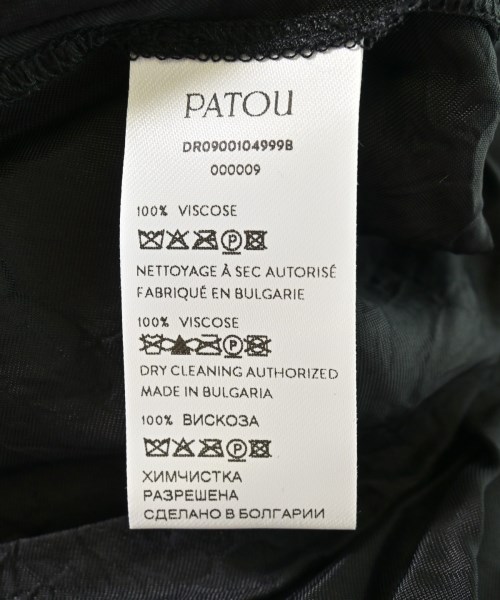 PATOU
DR0900104999B
000009
100% VISCOSE
P
NETTOYAGE À SEC AUTORISÉ
FABRIQUÉ EN BULGARIE
100% VISCOSE
P
DRY CLEANING AUTHORIZED
MADE IN BULGARIA
100% ВИСКОЗА
P
ХИМЧИСТКА
РАЗРЕШЕНА
СДЕЛАНО В БОЛГАРИИ